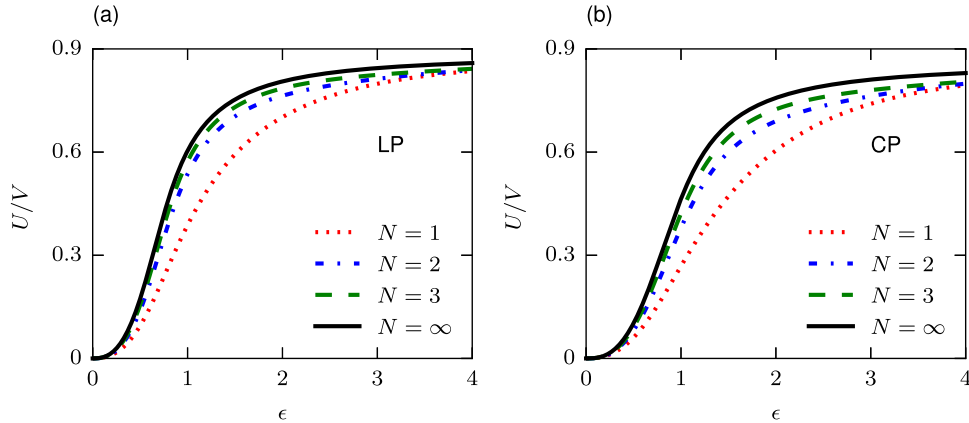 (a)
0.9
0.6
0.3
0
U/V
LP
N = 1
N = 2
N = 3
N = ∞
0 1 2 3 4
ϵ
(b)
0.9
0.6
0.3
0
U/V
CP
N = 1
N = 2
N = 3
N = ∞
0 1 2 3 4
ϵ